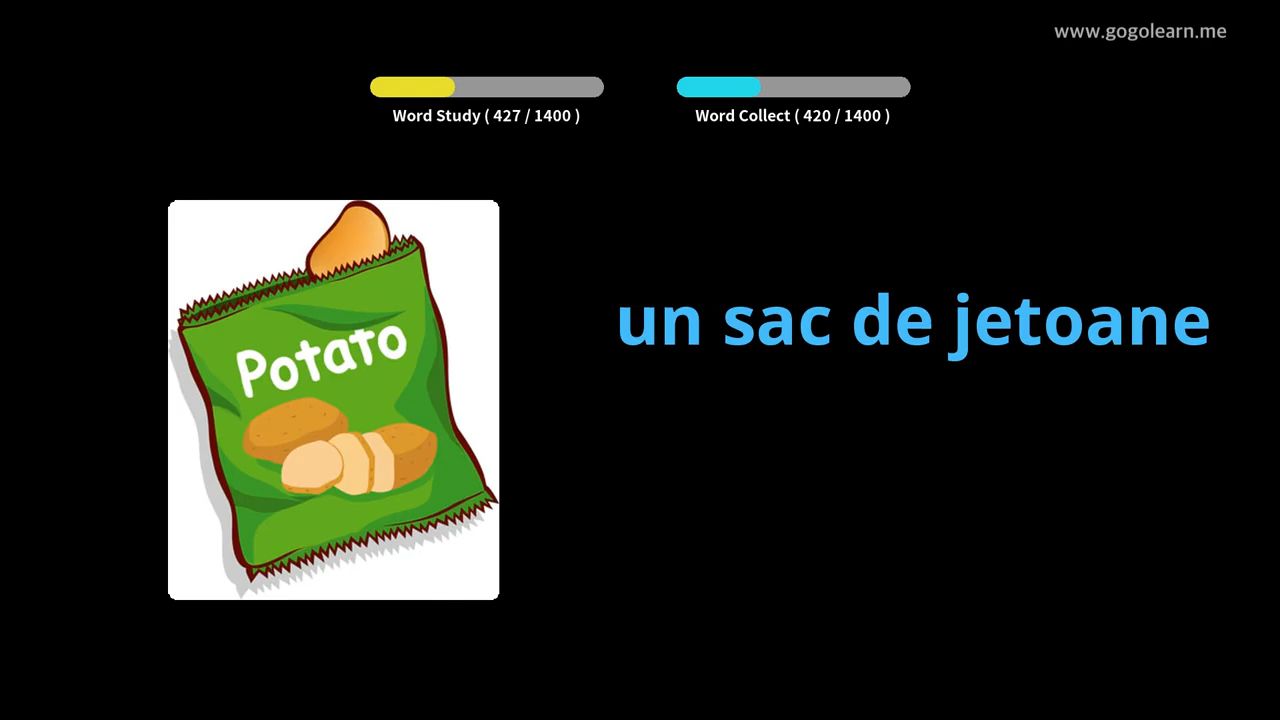 www.gogolearn.me
Word Study ( 427 / 1400 )
Word Collect ( 420 / 1400 )
Potato
un sac de jetoane